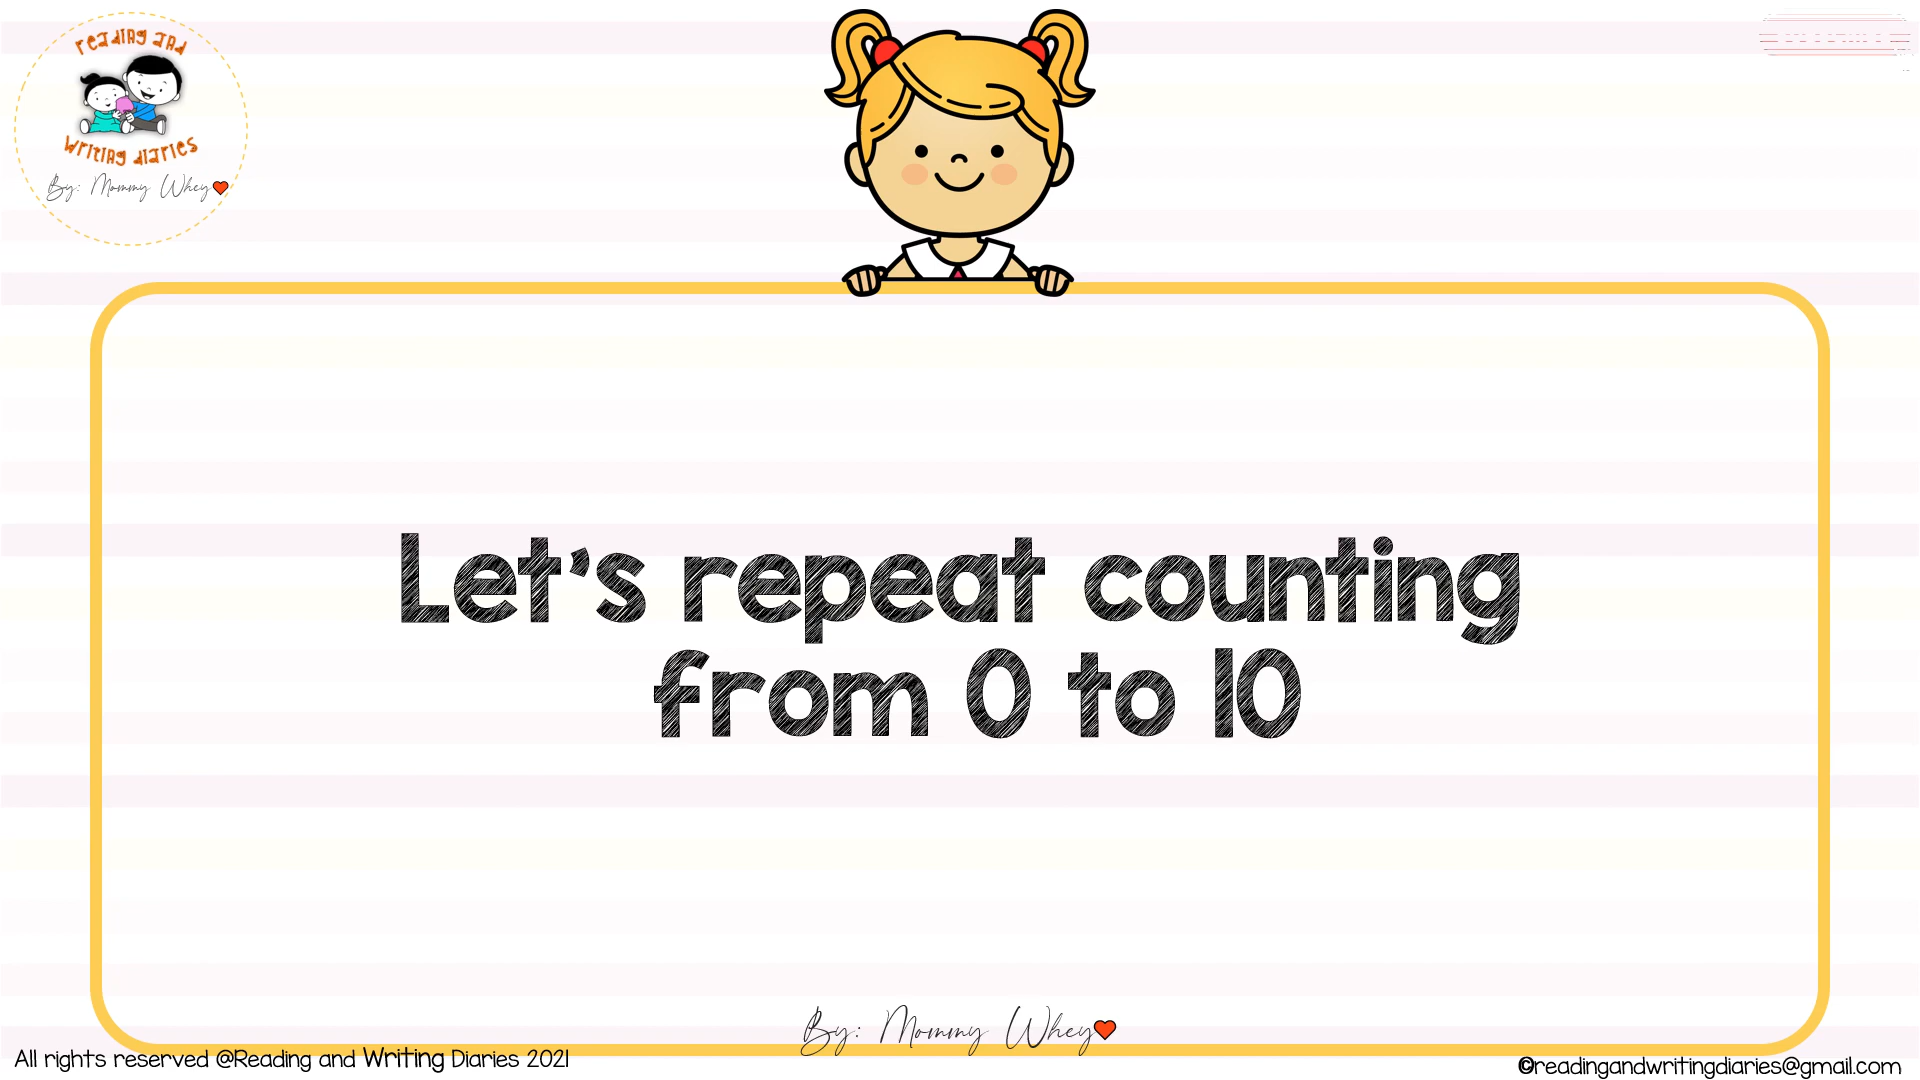 reading and
writing diaries
By: Mommy Whey
Let's repeat counting
from 0 to 10
By: Mommy Whey
All rights reserved @Reading and Writing Diaries 2021
©readingandwritingdiaries@gmail.com